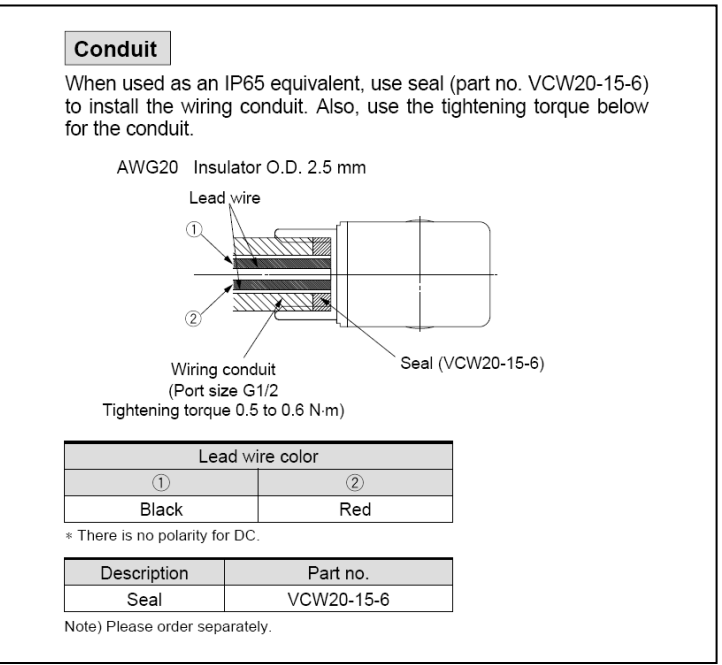 Conduit
When used as an IP65 equivalent, use seal (part no. VCW20-15-6)
to install the wiring conduit. Also, use the tightening torque below
for the conduit.
AWG20 Insulator O.D. 2.5 mm
Lead wire
①
②
Wiring conduit
(Port size G1/2
Tightening torque 0.5 to 0.6 N·m)
Seal (VCW20-15-6)
Lead wire color
① ②
Black Red
* There is no polarity for DC.
Description Part no.
Seal VCW20-15-6
Note) Please order separately.